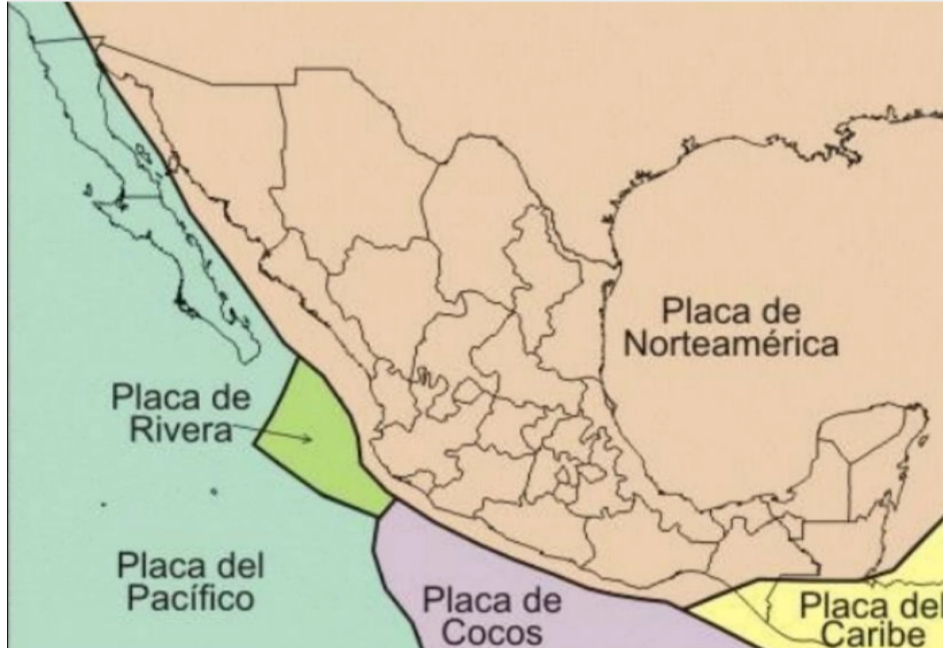 Placa de
Norteamérica
Placa de
Rivera
Placa del
Pacífico
Placa de
Cocos
Placa del
Caribe